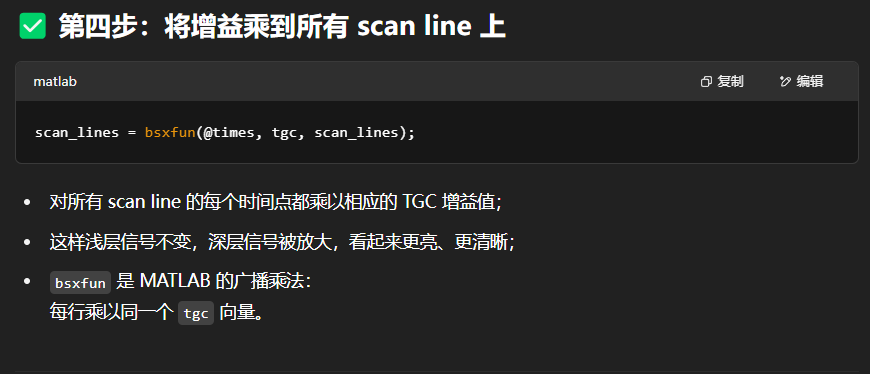 ✅ 第四步：将增益乘到所有 scan line 上
matlab 复制 编辑
scan_lines = bsxfun(@times, tgc, scan_lines);
• 对所有 scan line 的每个时间点都乘以相应的 TGC 增益值；
• 这样浅层信号不变，深层信号被放大，看起来更亮、更清晰；
• bsxfun 是 MATLAB 的广播乘法：
每行乘以同一个 tgc 向量。